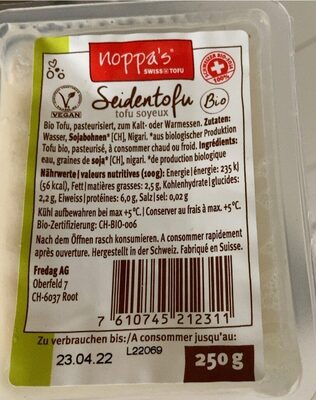 noppa's®
SWISS TOFU
100%
VEGAN
Seidentofu
tofu soyeux
Bio
Bio Tofu, pasteurisiert, zum Kalt- oder Warmessen. Zutaten:
Wasser, Sojabohnen* [CH], Nigari. *aus biologischer Produktion
Tofu bio, pasteurisé, à consommer chaud ou froid. Ingrédients:
eau, graines de soja* [CH], nigari. *de production biologique
Nährwerte/valeurs nutritives (100g): Energie/énergie: 235 kJ
(56 kcal), Fett/matières grasses: 2,5 g, Kohlenhydrate/glucides:
2,2 g, Eiweiss/protéines: 6,0 g, Salz/sel: 0,02 g
Kühl aufbewahren bei max +5°C./Conserver au frais à max. +5°C.
Bio-Zertifizierung: CH-BIO-006
Nach dem Öffnen rasch konsumieren. A consommer rapidement
après ouverture. Hergestellt in der Schweiz. Fabriqué en Suisse.
Fredag AG
Oberfeld 7
CH-6037 Root
7 610745 212311
Zu verbrauchen bis:/A consommer jusqu'au:
23.04.22 L22069
250 g